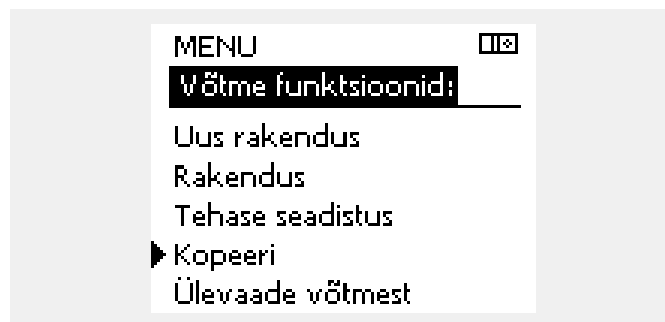 MENU
Võtme funktsioonid:
Uus rakendus
Rakendus
Tehase seadistus
Kopeeri
Ülevaade võtmest